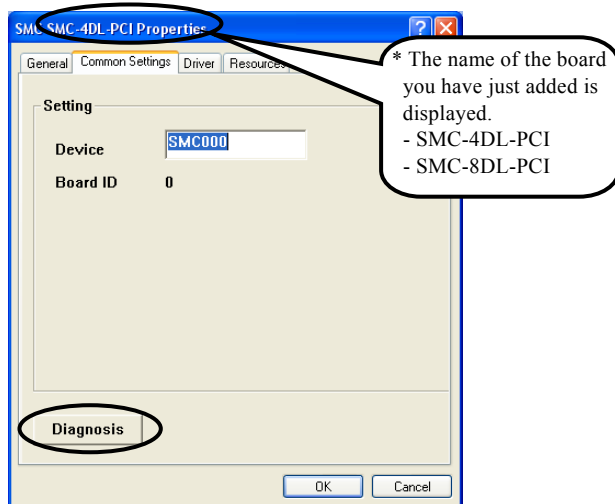 SMC SMC-4DL-PCI Properties
General Common Settings Driver Resources
* The name of the board
you have just added is
displayed.
- SMC-4DL-PCI
- SMC-8DL-PCI
Setting
Device SMC000
Board ID 0
Diagnosis
OK Cancel